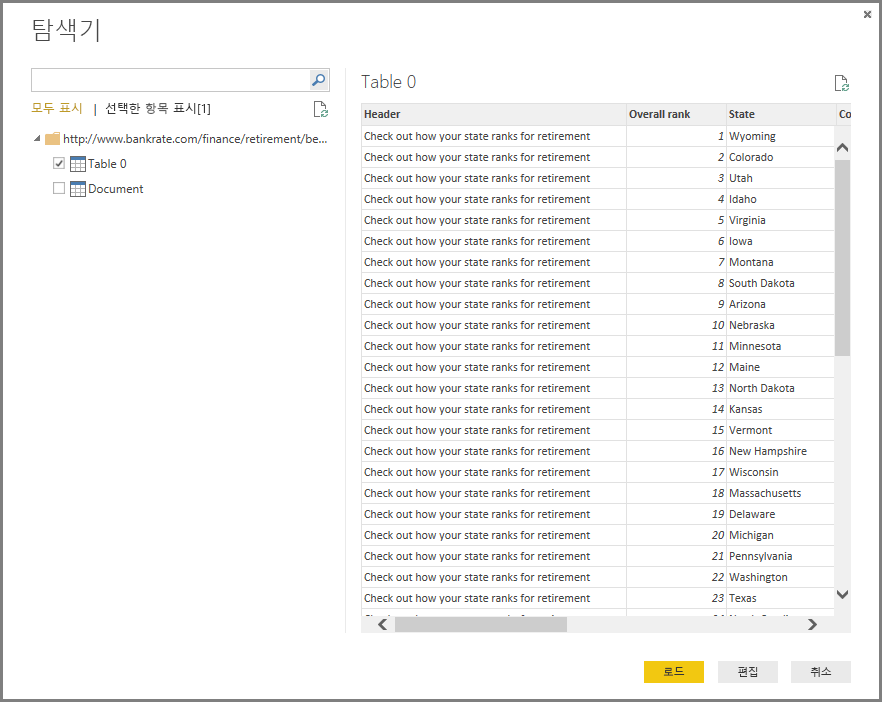 탐색기
모두 표시 | 선택한 항목 표시[1]
http://www.bankrate.com/finance/retirement/be...
Table 0
Document
Table 0
Header Overall rank State Co
Check out how your state ranks for retirement 1 Wyoming
Check out how your state ranks for retirement 2 Colorado
Check out how your state ranks for retirement 3 Utah
Check out how your state ranks for retirement 4 Idaho
Check out how your state ranks for retirement 5 Virginia
Check out how your state ranks for retirement 6 Iowa
Check out how your state ranks for retirement 7 Montana
Check out how your state ranks for retirement 8 South Dakota
Check out how your state ranks for retirement 9 Arizona
Check out how your state ranks for retirement 10 Nebraska
Check out how your state ranks for retirement 11 Minnesota
Check out how your state ranks for retirement 12 Maine
Check out how your state ranks for retirement 13 North Dakota
Check out how your state ranks for retirement 14 Kansas
Check out how your state ranks for retirement 15 Vermont
Check out how your state ranks for retirement 16 New Hampshire
Check out how your state ranks for retirement 17 Wisconsin
Check out how your state ranks for retirement 18 Massachusetts
Check out how your state ranks for retirement 19 Delaware
Check out how your state ranks for retirement 20 Michigan
Check out how your state ranks for retirement 21 Pennsylvania
Check out how your state ranks for retirement 22 Washington
Check out how your state ranks for retirement 23 Texas
로드 편집 취소